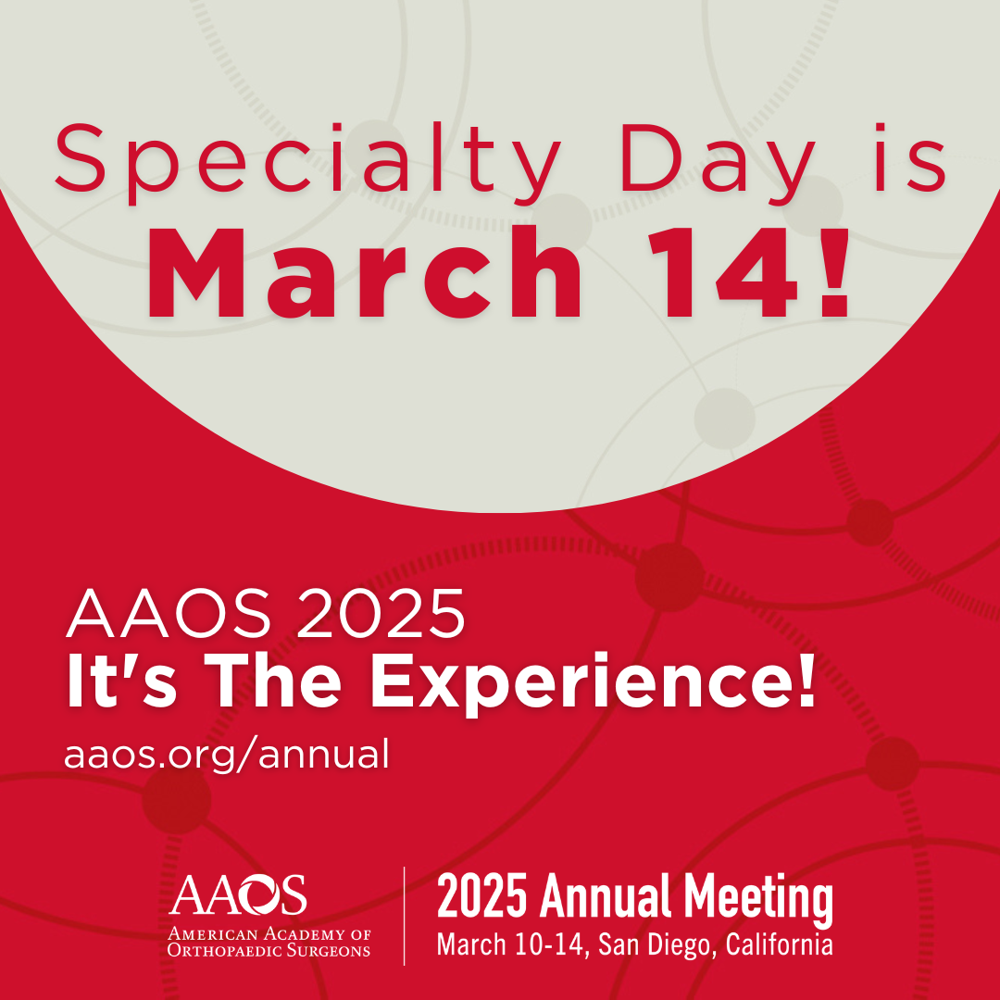 Specialty Day is
March 14!
AAOS 2025
It's The Experience!
aaos.org/annual
AAOS
AMERICAN ACADEMY OF
ORTHOPAEDIC SURGEONS
2025 Annual Meeting
March 10-14, San Diego, California